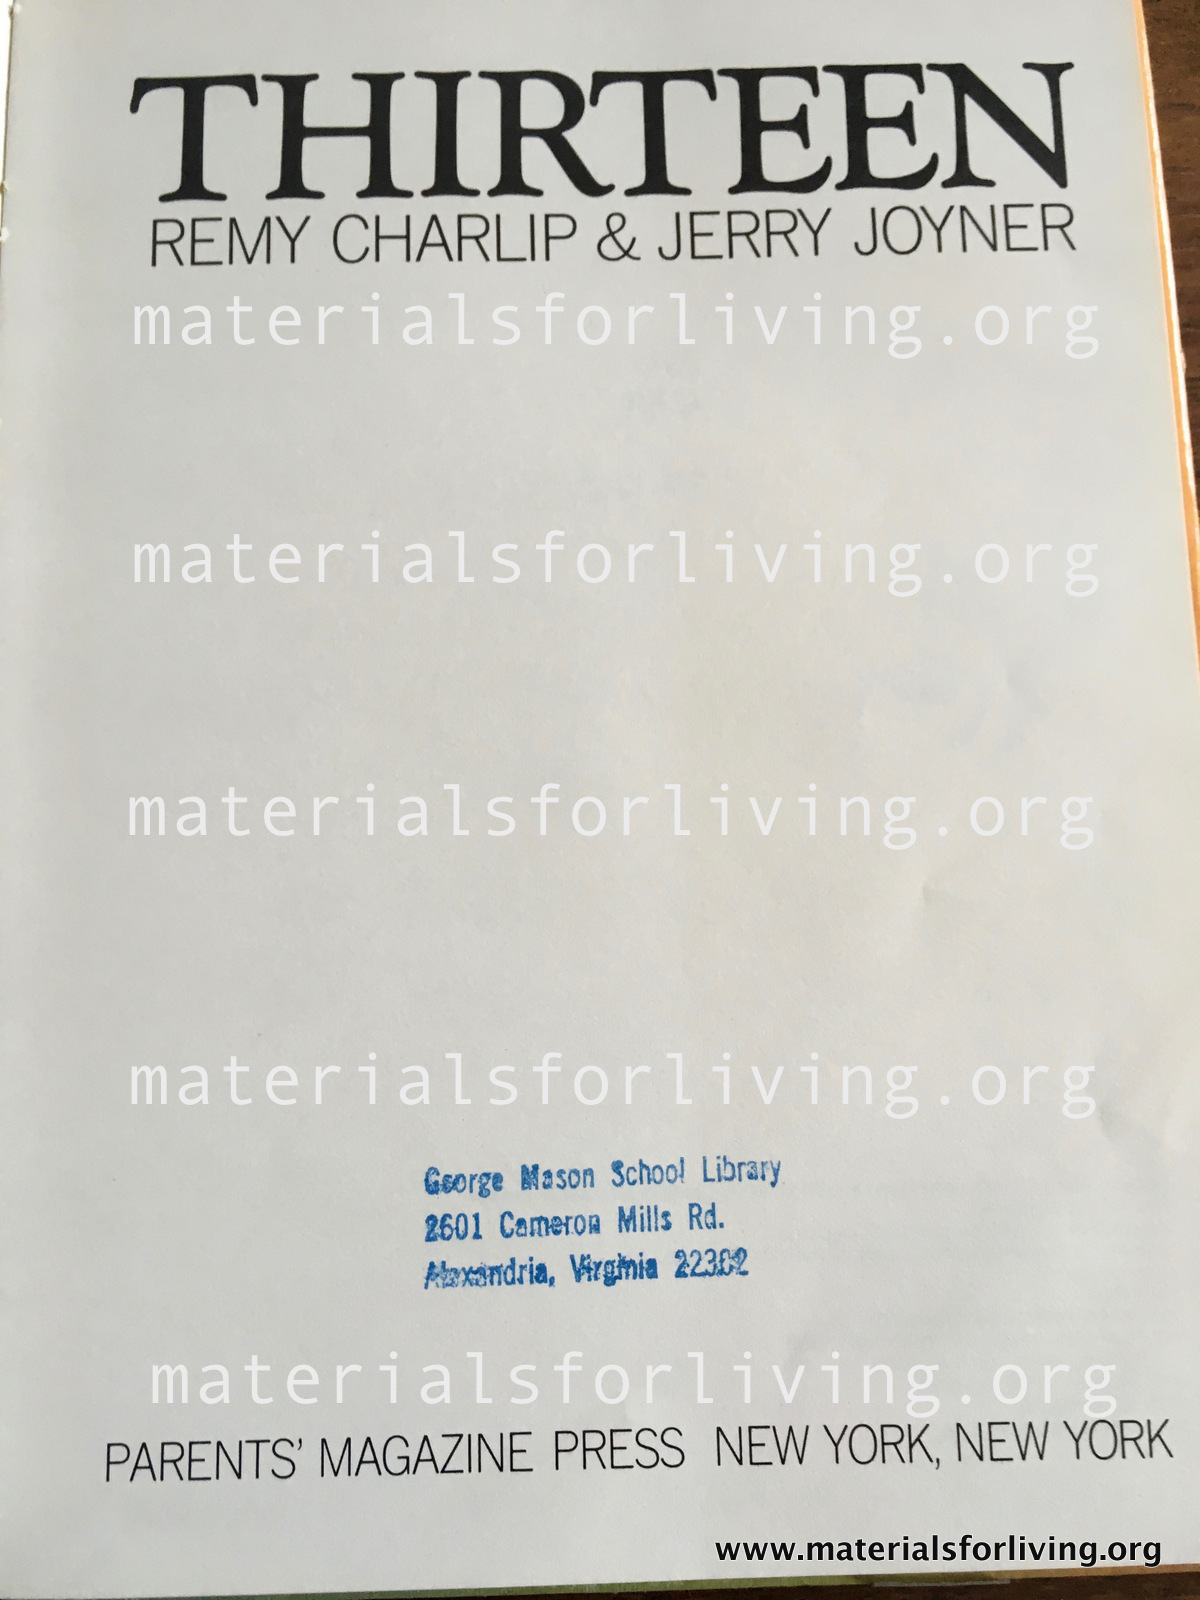 THIRTEEN
REMY CHARLIP & JERRY JOYNER
materialsforliving.org
materialsforliving.org
materialsforliving.org
materialsforliving.org
George Mason School Library
2601 Cameron Mills Rd.
Alexandria, Virginia 22302
materialsforliving.org
PARENTS' MAGAZINE PRESS NEW YORK, NEW YORK
www.materialsforliving.org